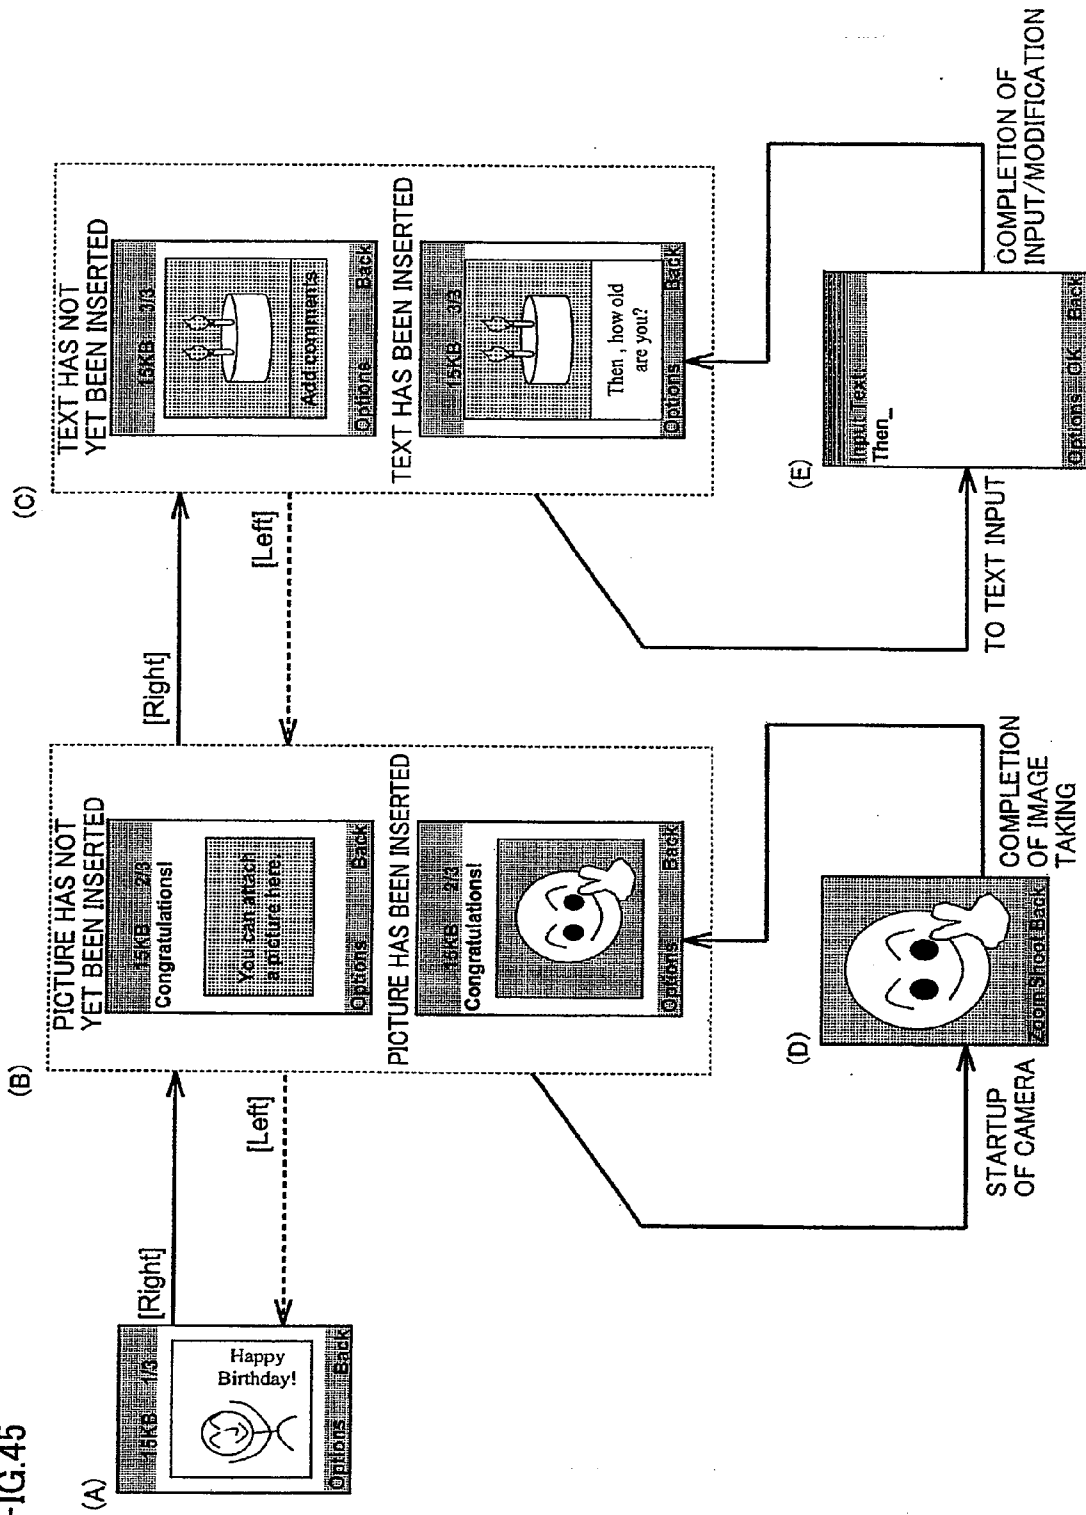 FIG.45
(A)
15KB 1/3
Happy
Birthday!
Options Back
[Right]
[Left]
(B)
PICTURE HAS NOT
YET BEEN INSERTED
15KB 2/3
Congratulations!
You can attach
a picture here.
Options Back
PICTURE HAS BEEN INSERTED
15KB 2/3
Congratulations!
Options Back
[Right]
[Left]
(C)
TEXT HAS NOT
YET BEEN INSERTED
15KB 3/3
Add comments
Options Back
TEXT HAS BEEN INSERTED
15KB 3/3
Then , how old
are you?
Options Back
STARTUP
OF CAMERA
(D)
Zoom Shoot Back
COMPLETION
OF IMAGE
TAKING
TO TEXT INPUT
(E)
Input Text
Then_
Options OK Back
COMPLETION OF
INPUT/MODIFICATION